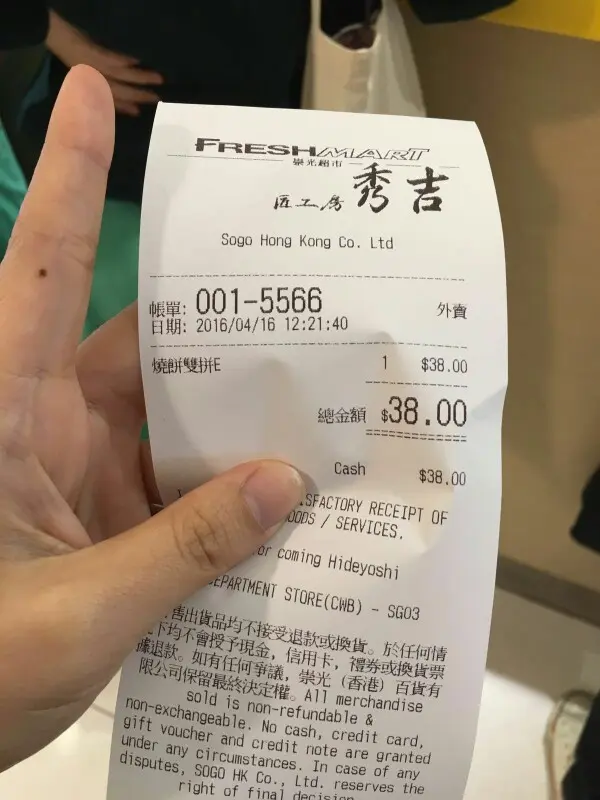 FRESHMART
崇光超市
匠工房 秀吉
Sogo Hong Kong Co. Ltd
帳單: 001-5566 外賣
日期: 2016/04/16 12:21:40
燒餅雙拼E 1 $38.00
總金額 $38.00
Cash $38.00
SFACTORY RECEIPT OF
OODS / SERVICES.
or coming Hideyoshi
EPARTMENT STORE(CWB) - SG03
售出貨品均不接受退款或換貨。於任何情
下均不會授予現金, 信用卡, 禮券或換貨票
據退款。如有任何爭議, 崇光 (香港) 百貨有
限公司保留最終決定權。All merchandise
sold is non-refundable &
non-exchangeable. No cash, credit card,
gift voucher and credit note are granted
under any circumstances. In case of any
disputes, SOGO HK Co., Ltd. reserves the
right of final decision